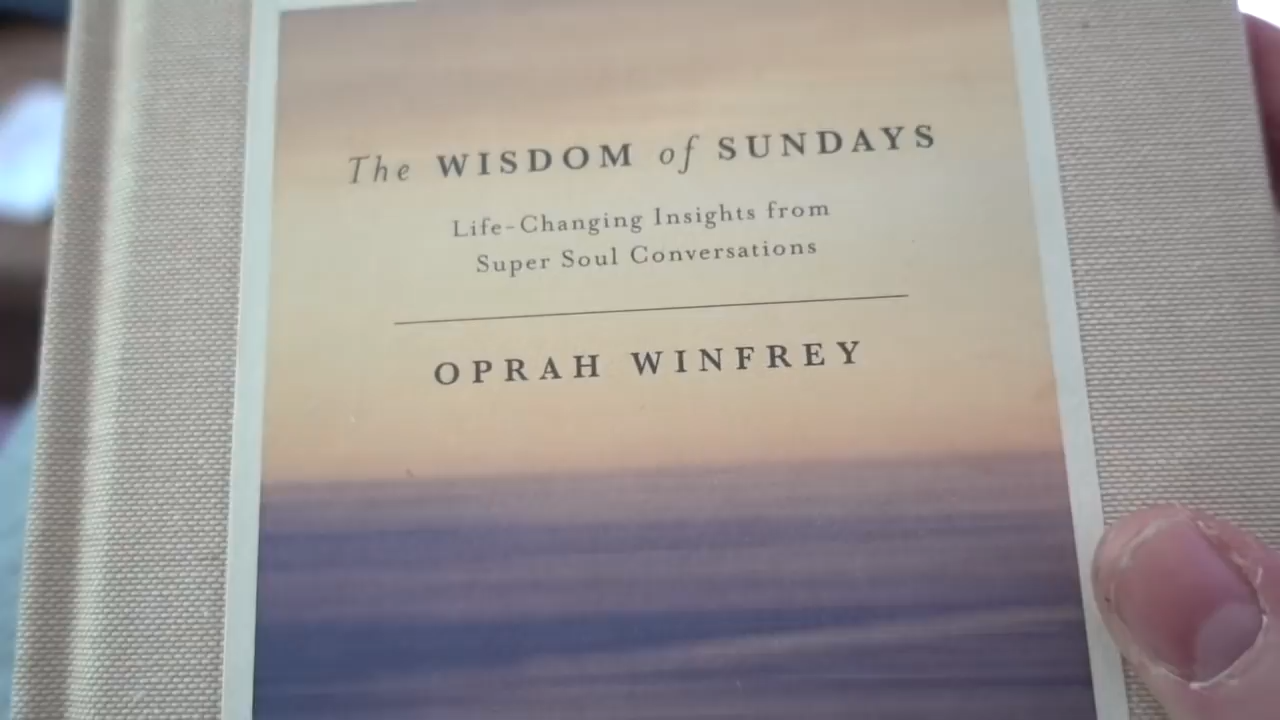 The WISDOM of SUNDAYS
Life-Changing Insights from
Super Soul Conversations
OPRAH WINFREY